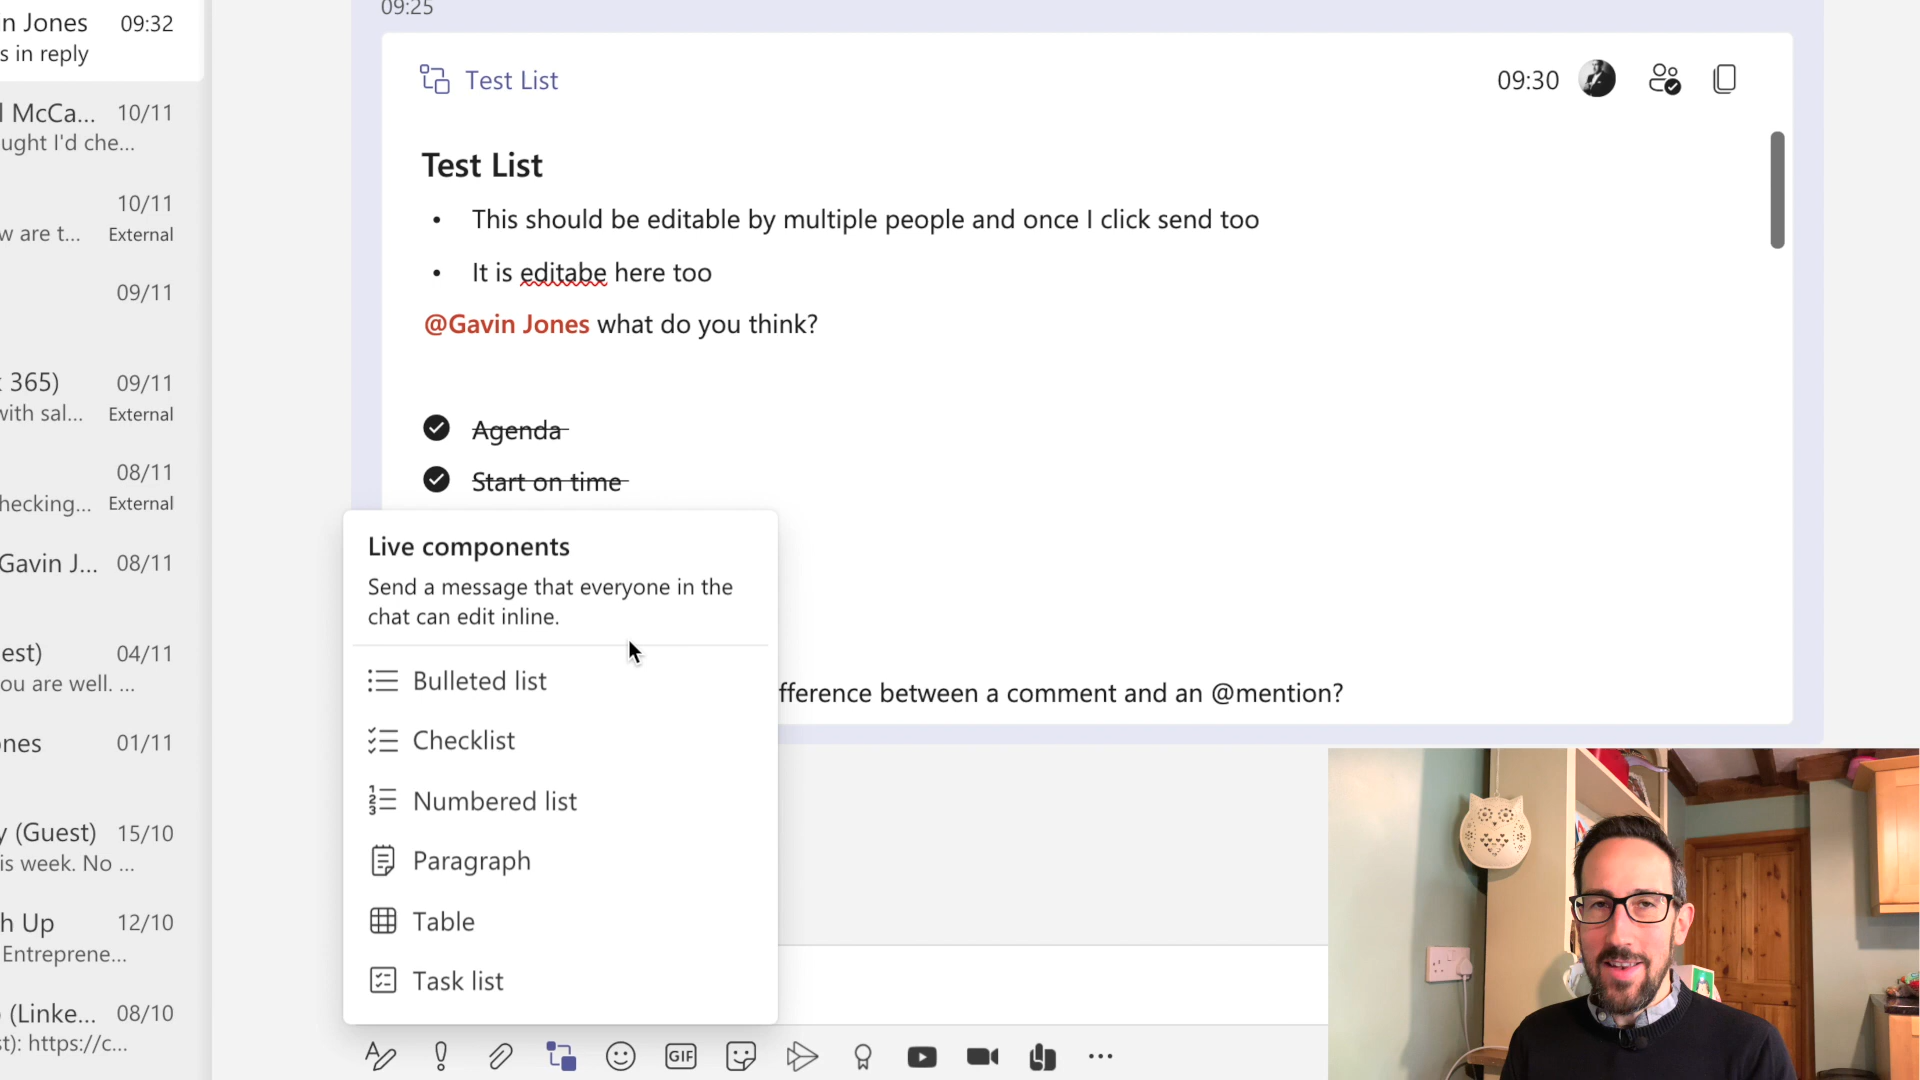 n Jones 09:32
s in reply
l McCa... 10/11
ught I'd che...
10/11
w are t... External
09/11
365) 09/11
with sal... External
08/11
hecking... External
Gavin J... 08/11
est) 04/11
ou are well. ...
nes 01/11
y (Guest) 15/10
is week. No ...
h Up 12/10
Entreprene...
(Linke... 08/10
st): https://c...
09:25
Test List 09:30
Test List
• This should be editable by multiple people and once I click send too
• It is editabe here too
@Gavin Jones what do you think?
Agenda
Start on time
fference between a comment and an @mention?
Live components
Send a message that everyone in the
chat can edit inline.
Bulleted list
Checklist
Numbered list
Paragraph
Table
Task list
GIF